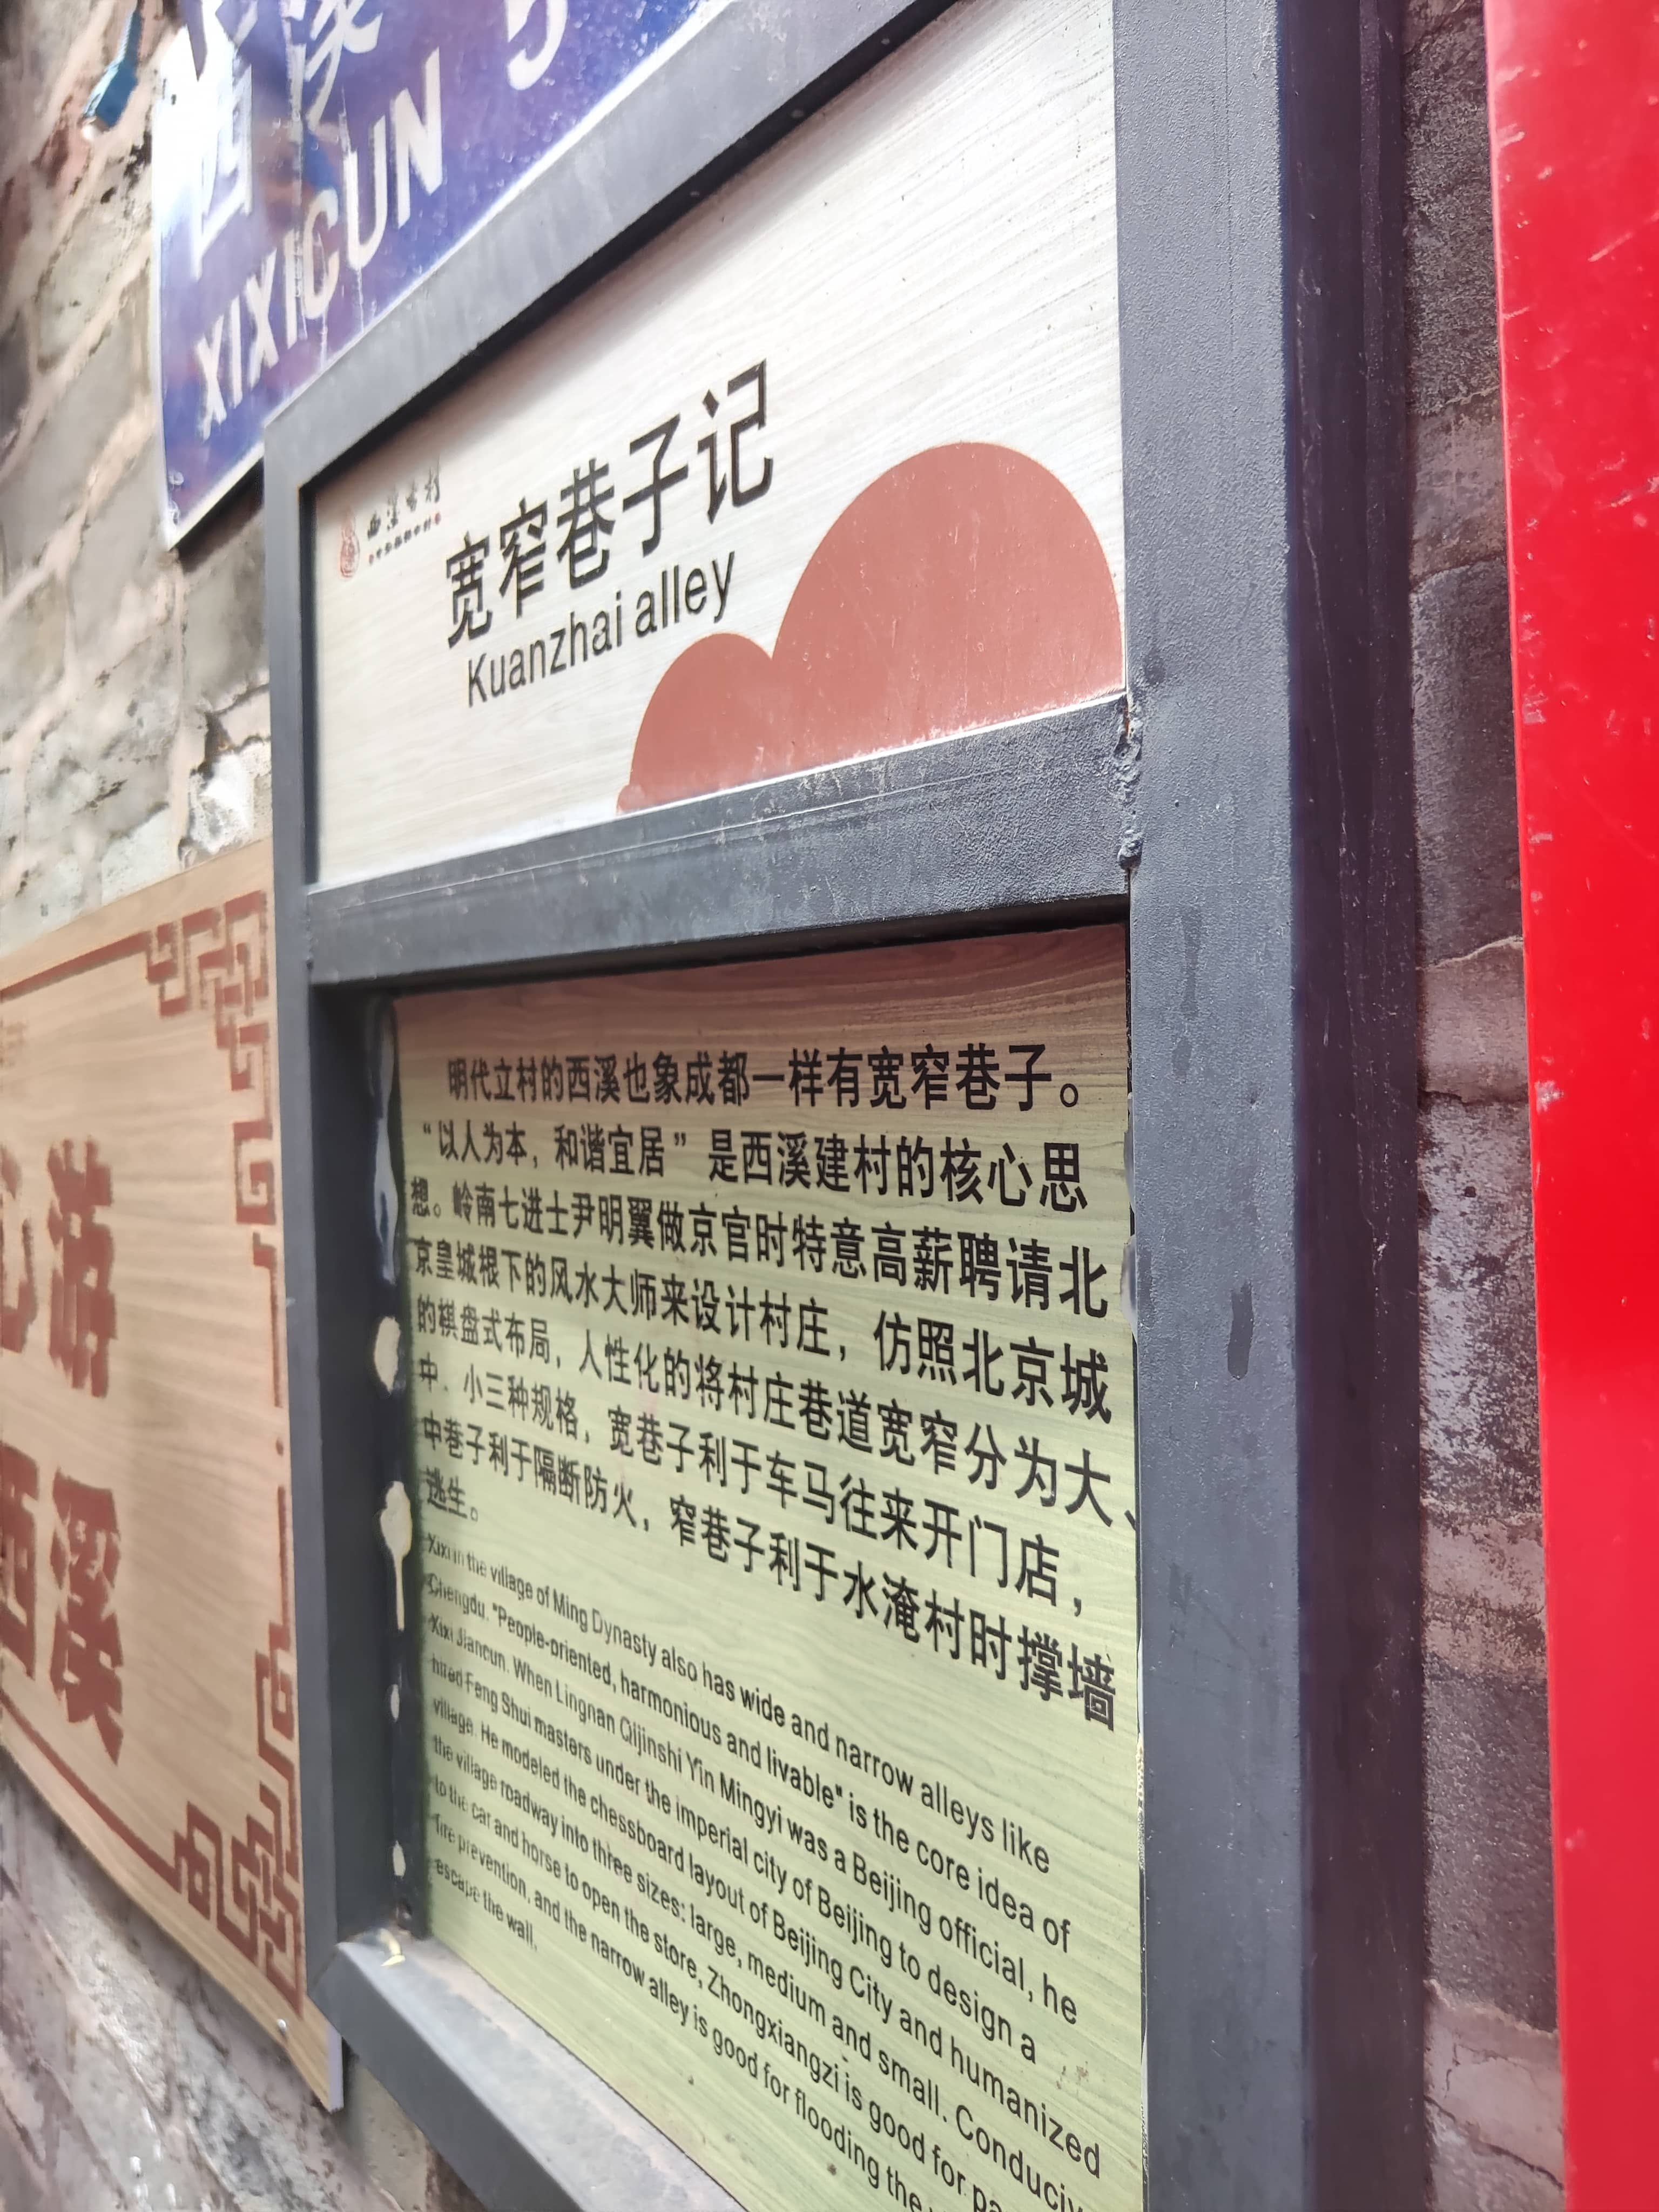 西溪
XIXICUN 5
西溪古村
宽窄巷子记
Kuanzhai alley
明代立村的西溪也象成都一样有宽窄巷子。
“以人为本，和谐宜居”是西溪建村的核心思
想。岭南七进士尹明翼做京官时特意高薪聘请北
京皇城根下的风水大师来设计村庄，仿照北京城
的棋盘式布局，人性化的将村庄巷道宽窄分为大、
中、小三种规格，宽巷子利于车马往来开门店，
中巷子利于隔断防火，窄巷子利于水淹村时撑墙
逃生。
Xixi in the village of Ming Dynasty also has wide and narrow alleys like
Chengdu. "People-oriented, harmonious and livable" is the core idea of
Xixi Jiancun. When Lingnan Qijinshi Yin Mingyi was a Beijing official, he
hired Feng Shui masters under the imperial city of Beijing to design a
village. He modeled the chessboard layout of Beijing City and humanized
the village roadway into three sizes: large, medium and small. Conduciv
to the car and horse to open the store, Zhongxiangzi is good for pa
fire prevention, and the narrow alley is good for flooding the
escape the wall.
游
西溪